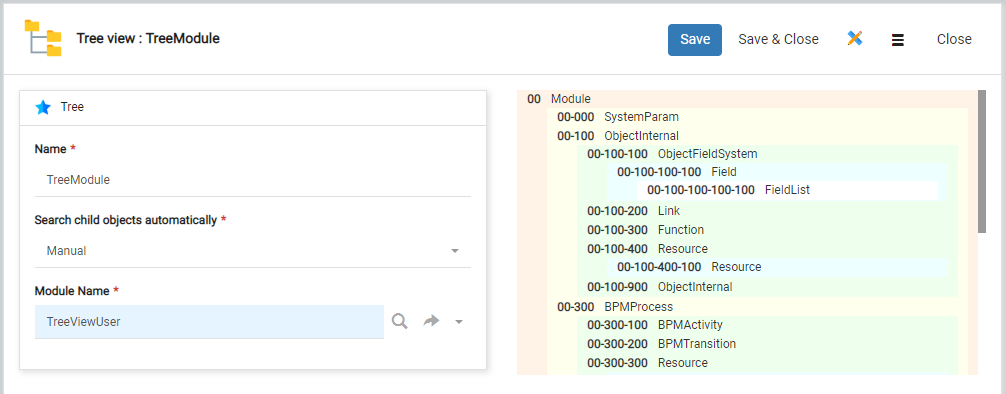 Tree view : TreeModule
Save
Save & Close
Close
Tree
Name *
TreeModule
Search child objects automatically *
Manual
Module Name *
TreeViewUser
00 Module
00-000 SystemParam
00-100 ObjectInternal
00-100-100 ObjectFieldSystem
00-100-100-100 Field
00-100-100-100-100 FieldList
00-100-200 Link
00-100-300 Function
00-100-400 Resource
00-100-400-100 Resource
00-100-900 ObjectInternal
00-300 BPMProcess
00-300-100 BPMActivity
00-300-200 BPMTransition
00-300-300 Resource